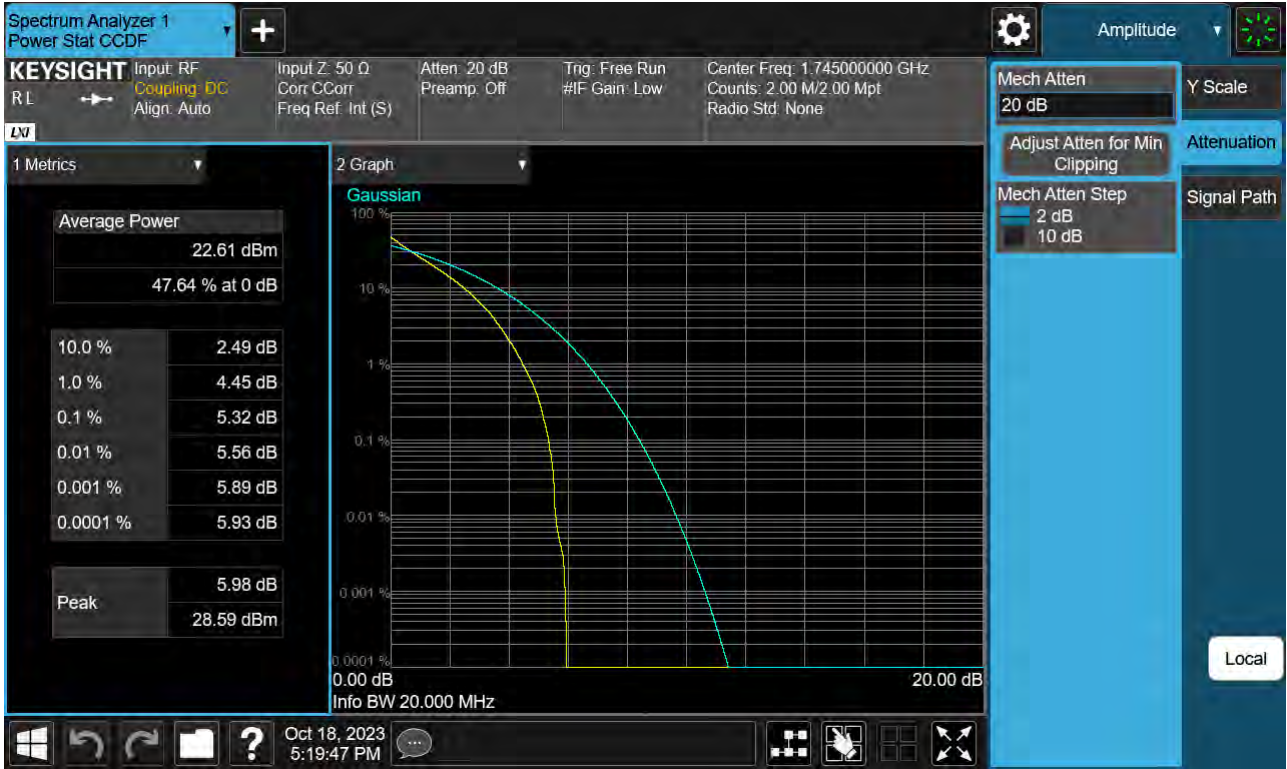 Spectrum Analyzer 1
Power Stat CCDF
Amplitude
KEYSIGHT
R L
LXI
Input: RF
Coupling: DC
Align: Auto
Input Z: 50 Ω
Corr CCorr
Freq Ref: Int (S)
Atten: 20 dB
Preamp: Off
Trig: Free Run
#IF Gain: Low
Center Freq: 1.745000000 GHz
Counts: 2.00 M/2.00 Mpt
Radio Std: None
Mech Atten
20 dB
Adjust Atten for Min
Clipping
Mech Atten Step
2 dB
10 dB
Y Scale
Attenuation
Signal Path
Local
1 Metrics
Average Power
22.61 dBm
47.64 % at 0 dB
10.0 % 2.49 dB
1.0 % 4.45 dB
0.1 % 5.32 dB
0.01 % 5.56 dB
0.001 % 5.89 dB
0.0001 % 5.93 dB
Peak
5.98 dB
28.59 dBm
2 Graph
Gaussian
100 %
10 %
1 %
0.1 %
0.01 %
0.001 %
0.0001 %
0.00 dB 20.00 dB
Info BW 20.000 MHz
Oct 18, 2023
5:19:47 PM